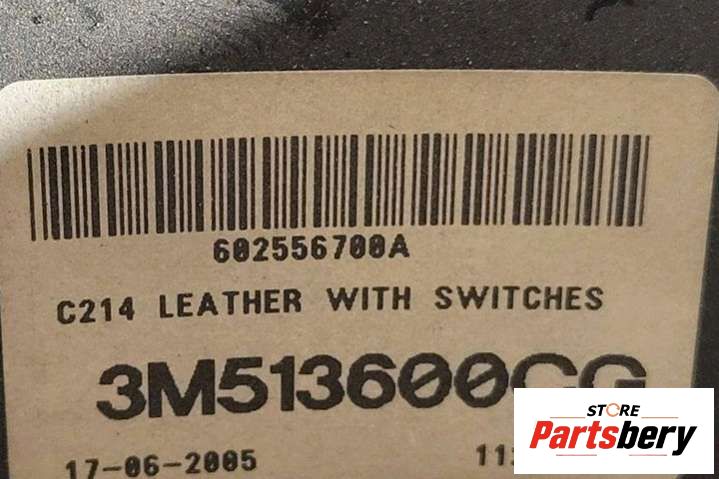 602556700A
C214 LEATHER WITH SWITCHES
3M513600CG
17-06-2005
STORE
Partsbery